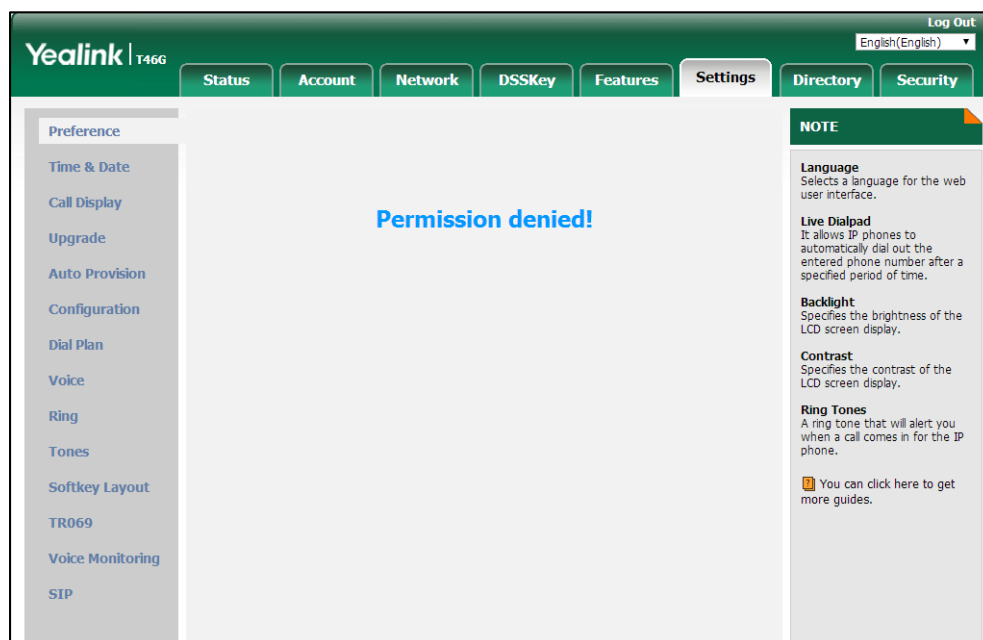 Log Out
Yealink T46G
English(English)
Status Account Network DSSKey Features Settings Directory Security
Preference
Time & Date
Call Display
Upgrade
Auto Provision
Configuration
Dial Plan
Voice
Ring
Tones
Softkey Layout
TR069
Voice Monitoring
SIP
Permission denied!
NOTE
Language
Selects a language for the web
user interface.
Live Dialpad
It allows IP phones to
automatically dial out the
entered phone number after a
specified period of time.
Backlight
Specifies the brightness of the
LCD screen display.
Contrast
Specifies the contrast of the
LCD screen display.
Ring Tones
A ring tone that will alert you
when a call comes in for the IP
phone.
You can click here to get
more guides.